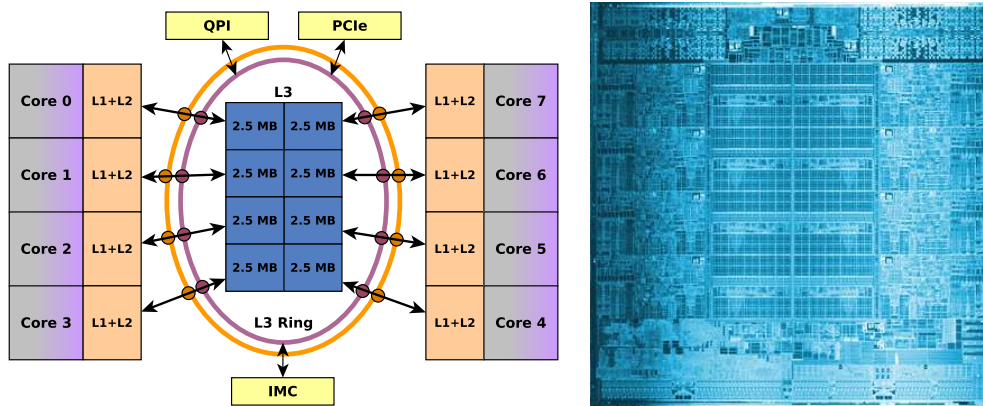 QPI
PCIe
L3
Core 0
L1+L2
2.5 MB
2.5 MB
L1+L2
Core 7
Core 1
L1+L2
2.5 MB
2.5 MB
L1+L2
Core 6
Core 2
L1+L2
2.5 MB
2.5 MB
L1+L2
Core 5
Core 3
L1+L2
2.5 MB
2.5 MB
L1+L2
Core 4
L3 Ring
IMC